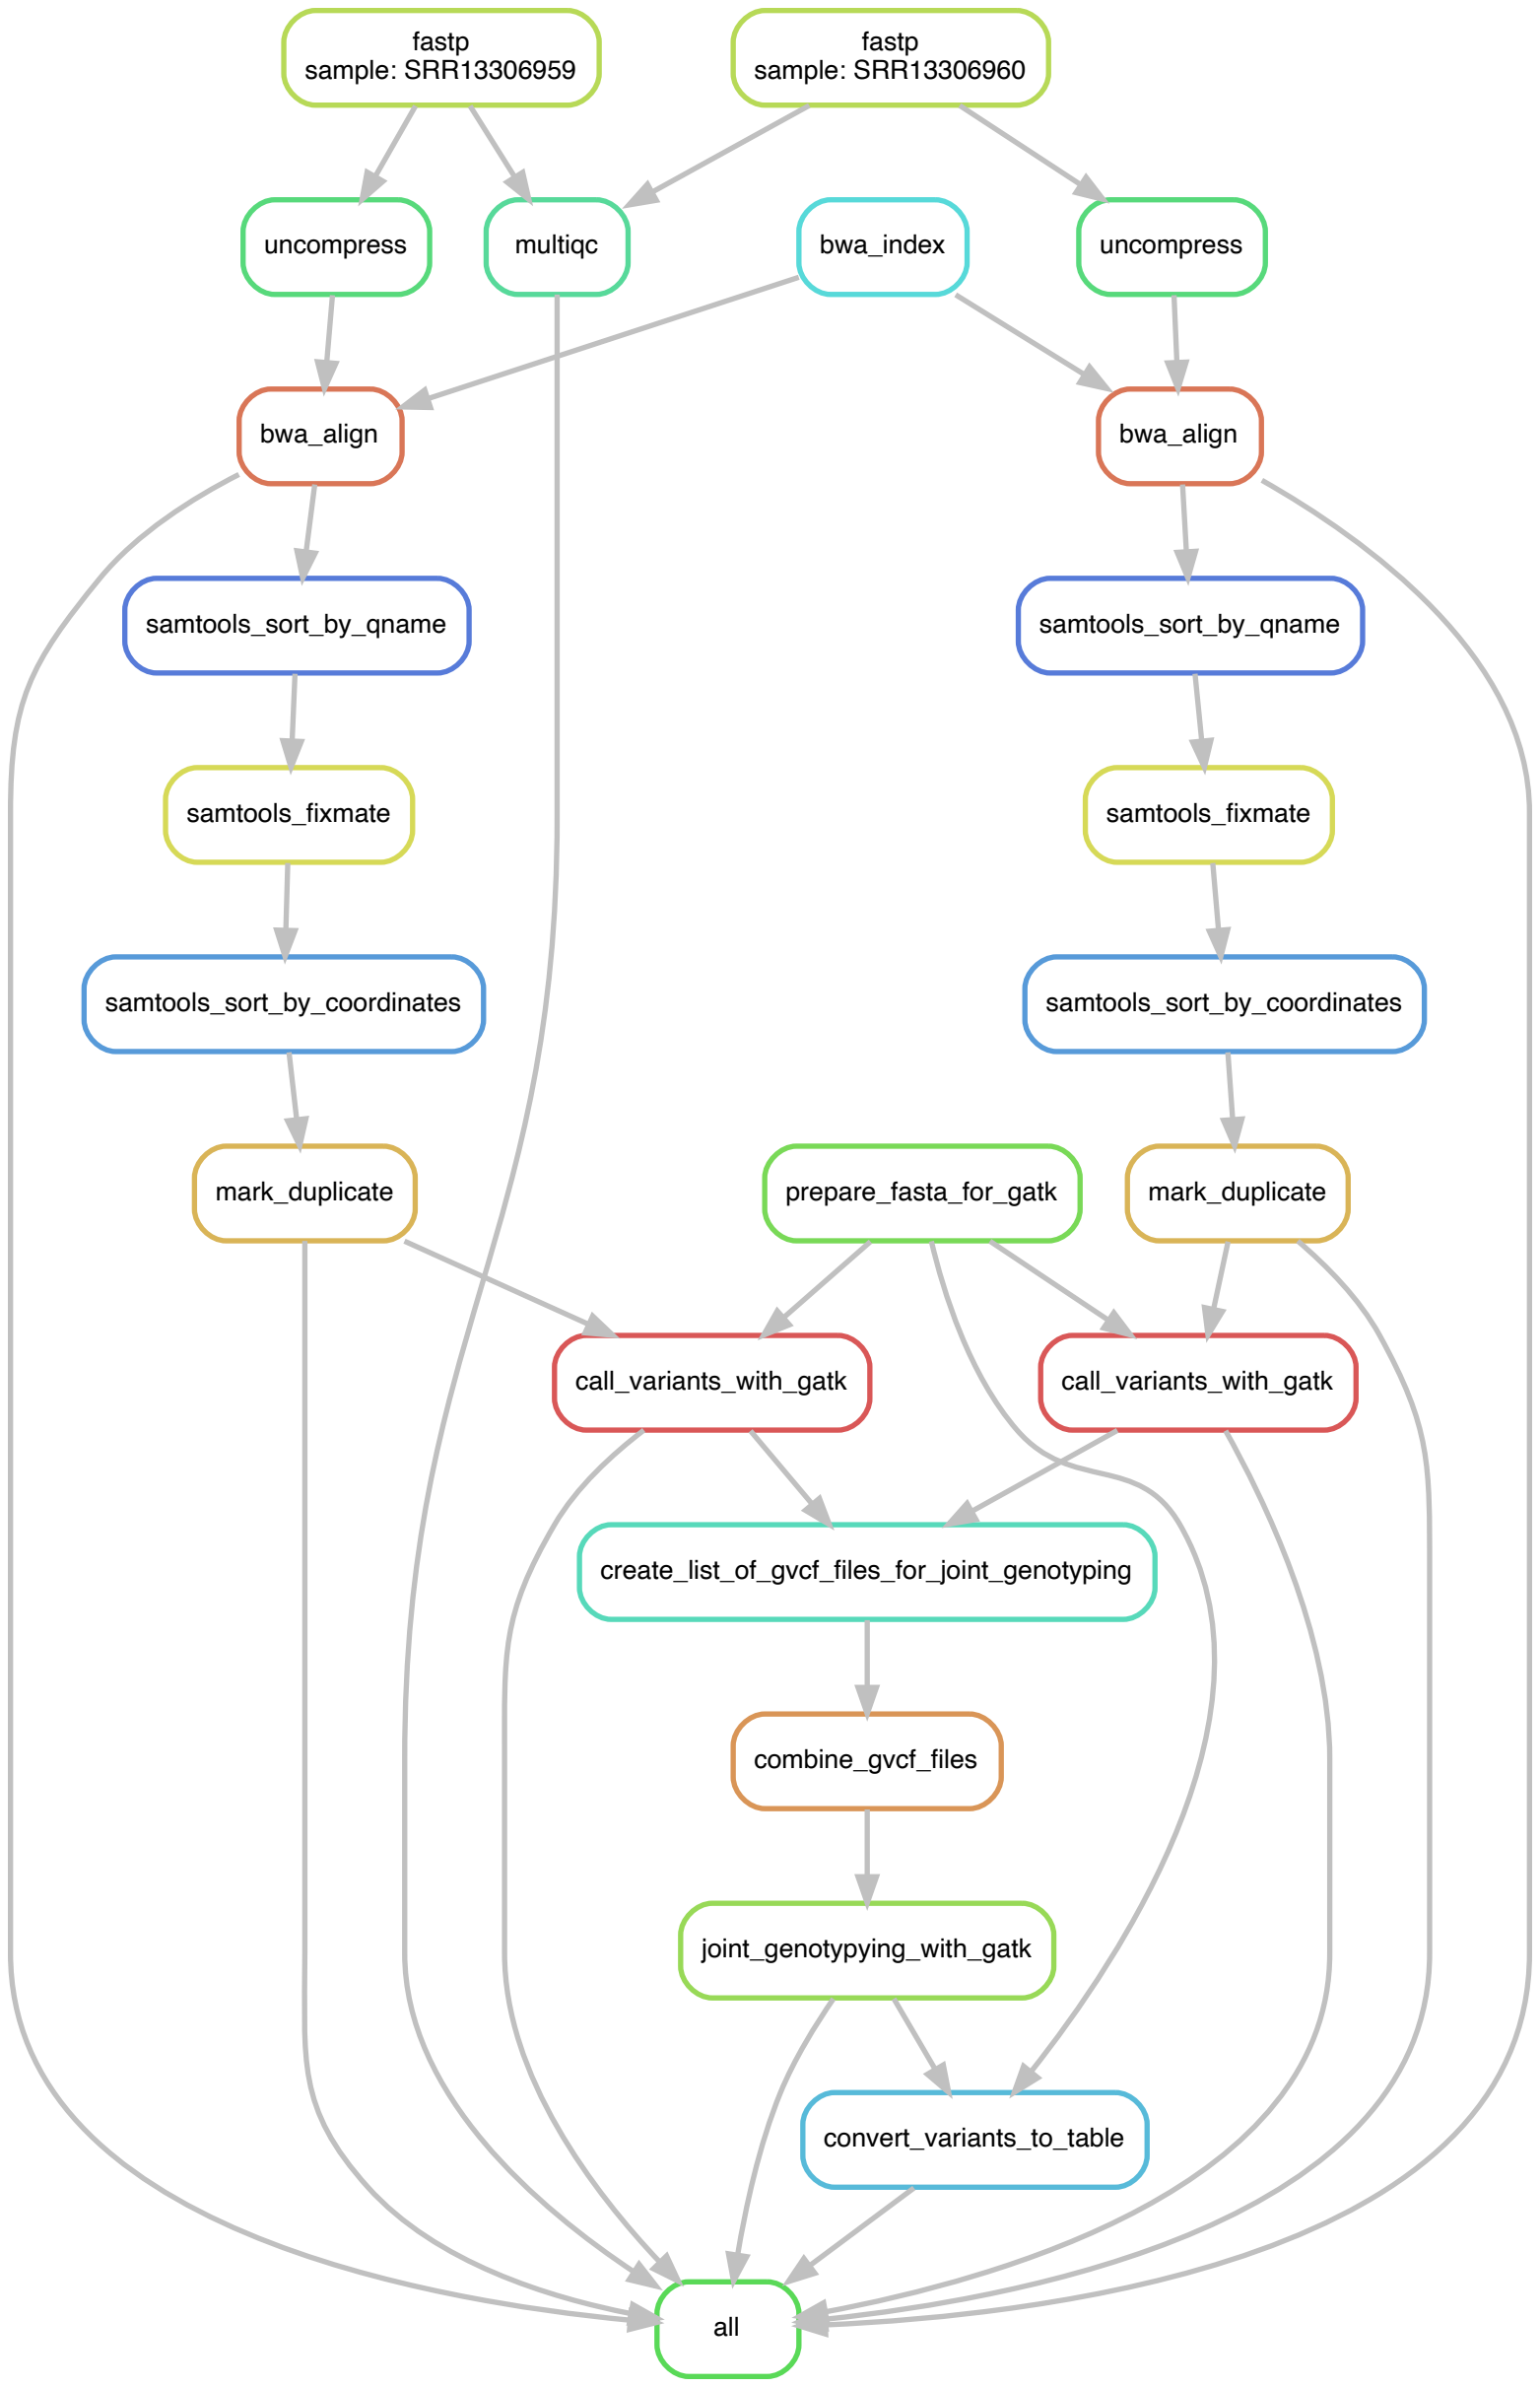 fastp
sample: SRR13306959
fastp
sample: SRR13306960
uncompress
multiqc
bwa_index
uncompress
bwa_align
bwa_align
samtools_sort_by_qname
samtools_sort_by_qname
samtools_fixmate
samtools_fixmate
samtools_sort_by_coordinates
samtools_sort_by_coordinates
mark_duplicate
prepare_fasta_for_gatk
mark_duplicate
call_variants_with_gatk
call_variants_with_gatk
create_list_of_gvcf_files_for_joint_genotyping
combine_gvcf_files
joint_genotypying_with_gatk
convert_variants_to_table
all